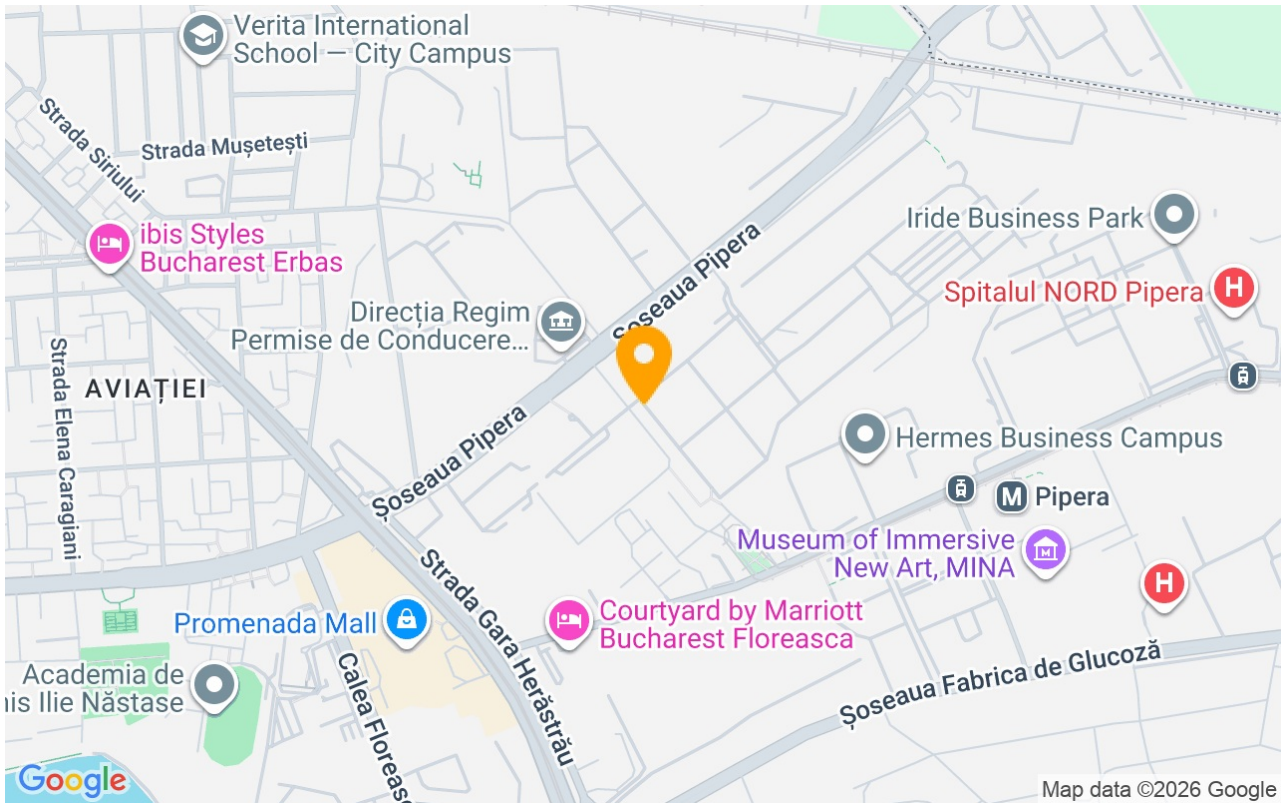 Verita International
School — City Campus
Strada Siriului
Strada Mușetești
Iride Business Park
ibis Styles
Bucharest Erbas
Șoseaua Pipera
Spitalul NORD Pipera
H
Direcția Regim
Permise de Conducere...
Strada Elena Caragiani
AVIAȚIEI
Șoseaua Pipera
Hermes Business Campus
M Pipera
Museum of Immersive
New Art, MINA
M
H
Strada Gara Herăstrău
Promenada Mall
Courtyard by Marriott
Bucharest Floreasca
Șoseaua Fabrica de Glucoză
Academia de
nis Ilie Năstase
Calea Floreasc
Google
Map data ©2026 Google